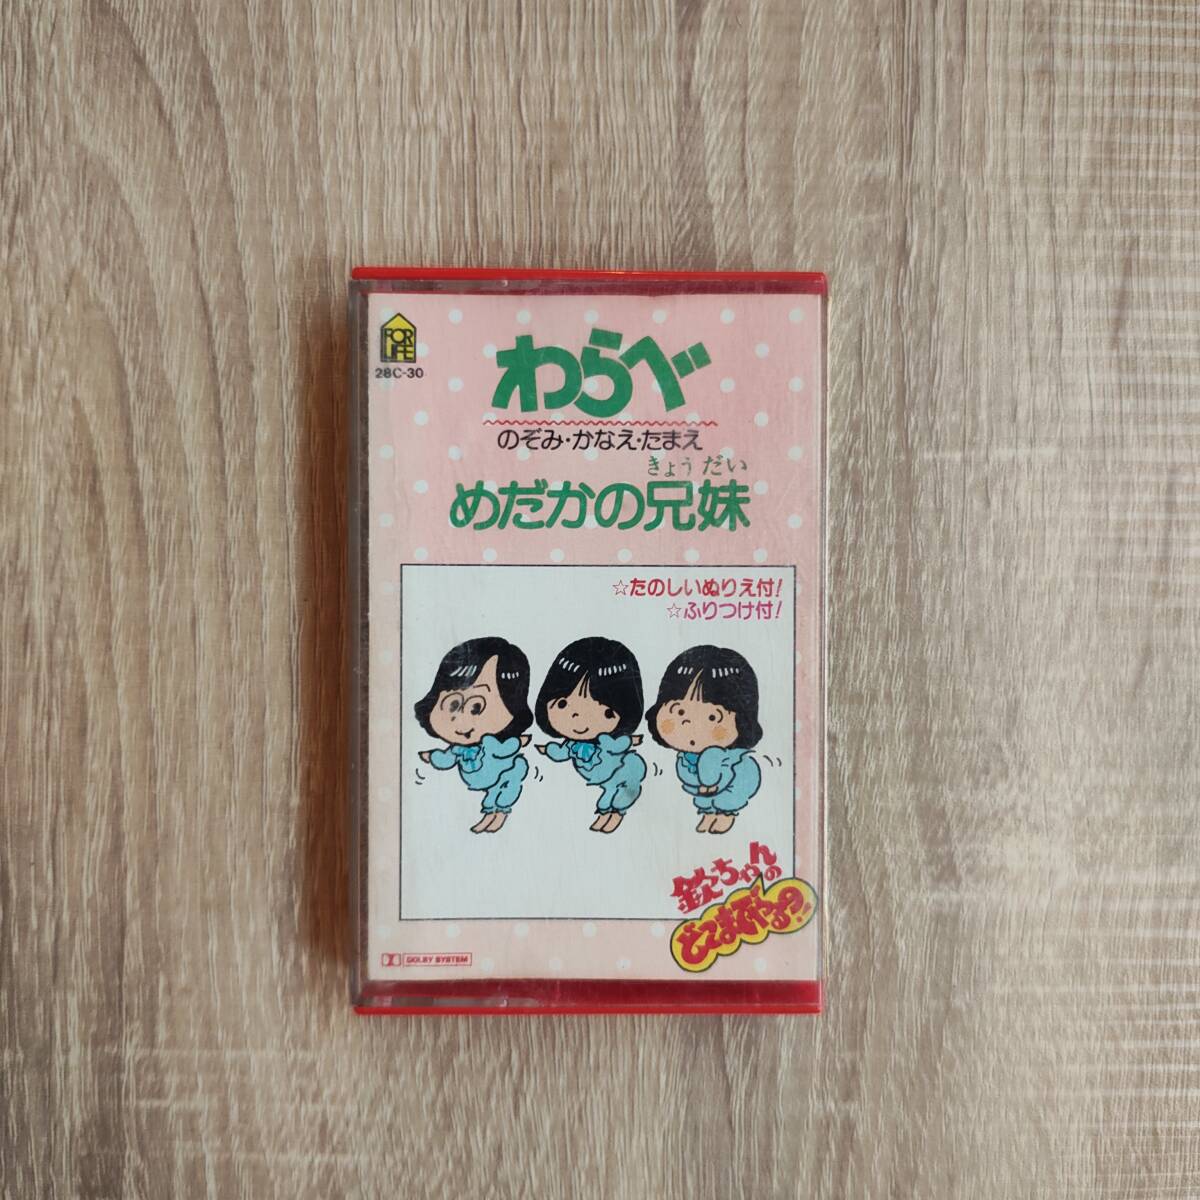 FOR
LIFE
28C-30
わらべ
のぞみ・かなえ・たまえ
きょうだい
めだかの兄妹
☆たのしいぬりえ付!
☆ふりつけ付!
欽ちゃんの
どこまでやるの!!
DOLBY SYSTEM